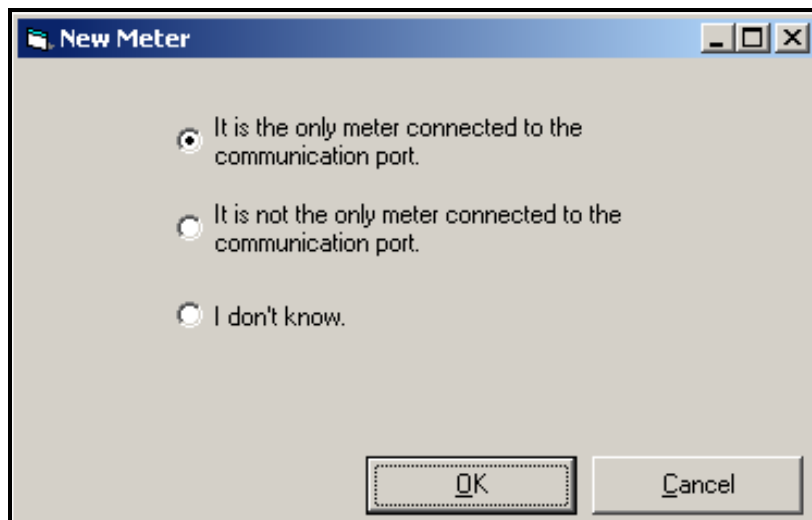 New Meter
It is the only meter connected to the
communication port.
It is not the only meter connected to the
communication port.
I don't know.
OK
Cancel